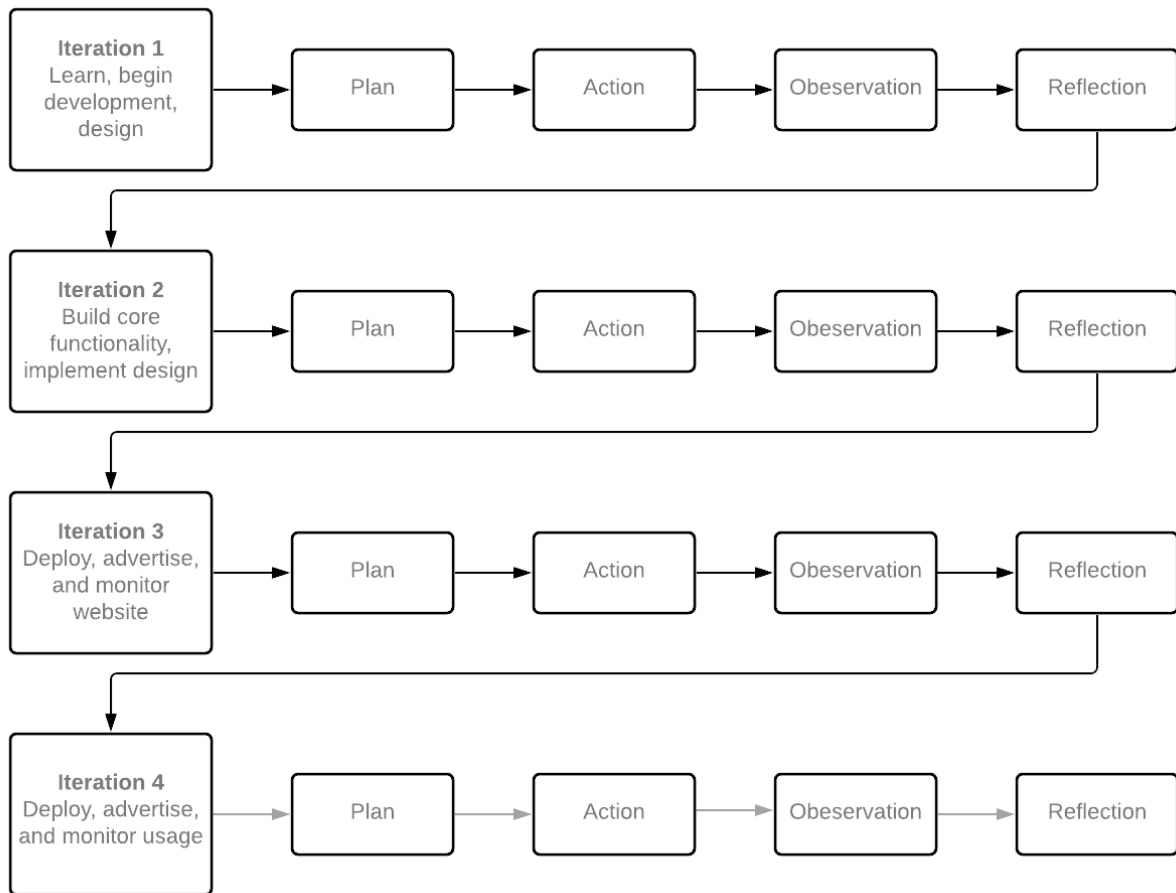 Iteration 1
Learn, begin
development,
design
Plan
Action
Obeservation
Reflection
Iteration 2
Build core
functionality,
implement design
Plan
Action
Obeservation
Reflection
Iteration 3
Deploy, advertise,
and monitor
website
Plan
Action
Obeservation
Reflection
Iteration 4
Deploy, advertise,
and monitor usage
Plan
Action
Obeservation
Reflection